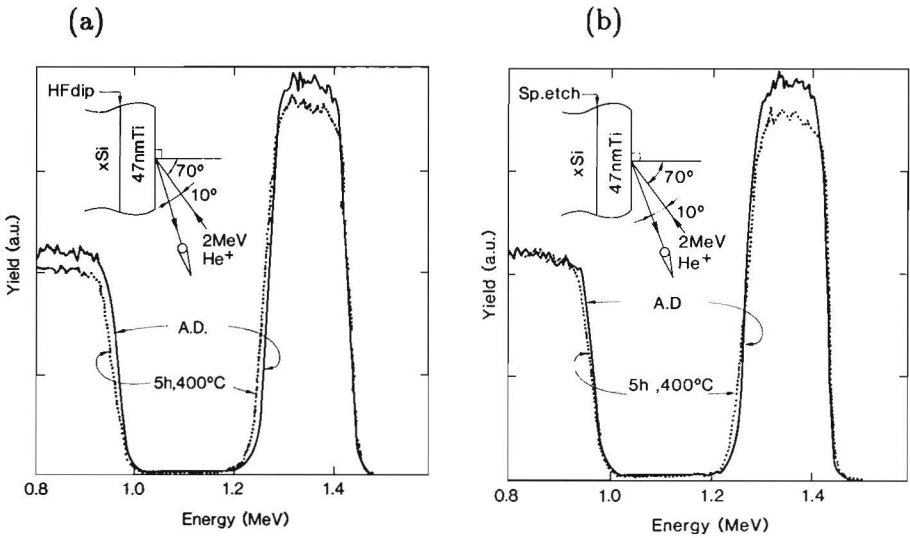 (a)
HFdip
xSi
47nmTi
70°
10°
2MeV
He+
A.D.
5h,400°C
Yield (a.u.)
0.8 1.0 1.2 1.4
Energy (MeV)
(b)
Sp.etch
xSi
47nmTi
70°
10°
2MeV
He+
A.D
5h ,400°C
Yield (a.u.)
0.8 1.0 1.2 1.4
Energy (MeV)